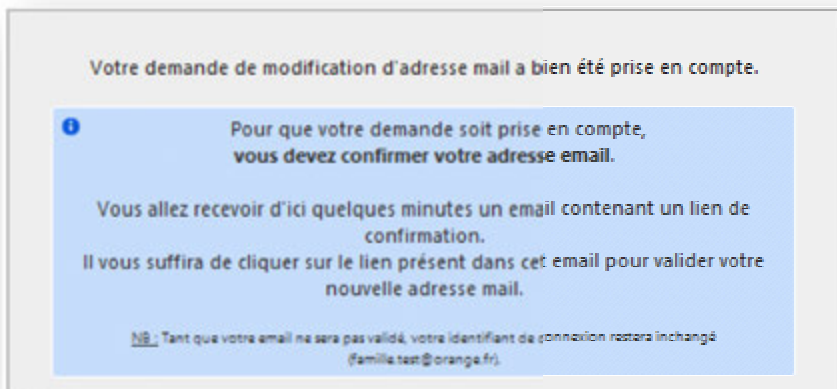 Votre demande de modification d'adresse mail a bien été prise en compte.
Pour que votre demande soit prise en compte,
vous devez confirmer votre adresse email.
Vous allez recevoir d'ici quelques minutes un email contenant un lien de
confirmation.
Il vous suffira de cliquer sur le lien présent dans cet email pour valider votre
nouvelle adresse mail.
NB : Tant que votre email ne sera pas validé, votre identifiant de connexion restera inchangé
(famille.test@orange.fr).